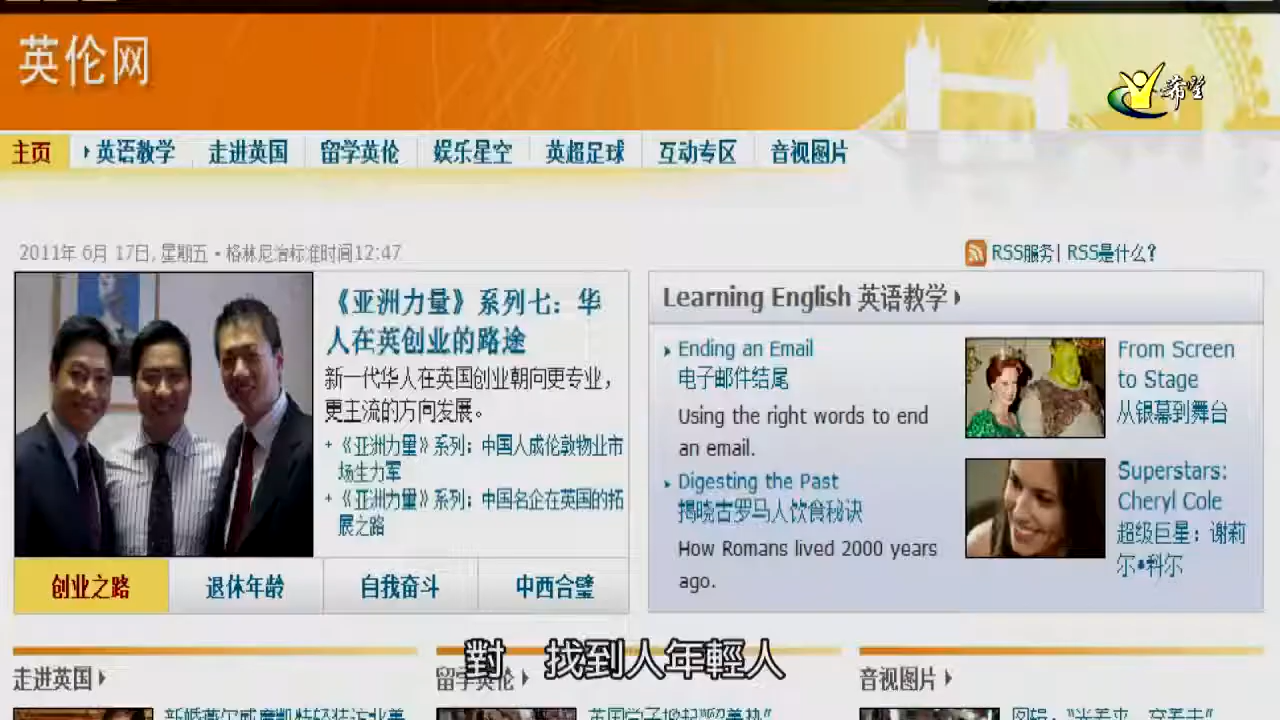 英伦网
希望
主页
英语教学
走进英国
留学英伦
娱乐星空
英超足球
互动专区
音视图片
2011年 6月 17日, 星期五 • 格林尼治标准时间12:47
RSS服务| RSS是什么?
《亚洲力量》系列七：华
人在英创业的路途
新一代华人在英国创业朝向更专业，
更主流的方向发展。
+《亚洲力量》系列：中国人成伦敦物业市
场生力军
+《亚洲力量》系列：中国名企在英国的拓
展之路
创业之路
退休年龄
自我奋斗
中西合璧
Learning English 英语教学
Ending an Email
电子邮件结尾
Using the right words to end
an email.
Digesting the Past
揭晓古罗马人饮食秘诀
How Romans lived 2000 years
ago.
From Screen
to Stage
从银幕到舞台
Superstars:
Cheryl Cole
超级巨星：谢莉
尔•科尔
對 找到人年輕人
走进英国
留学英伦
音视图片